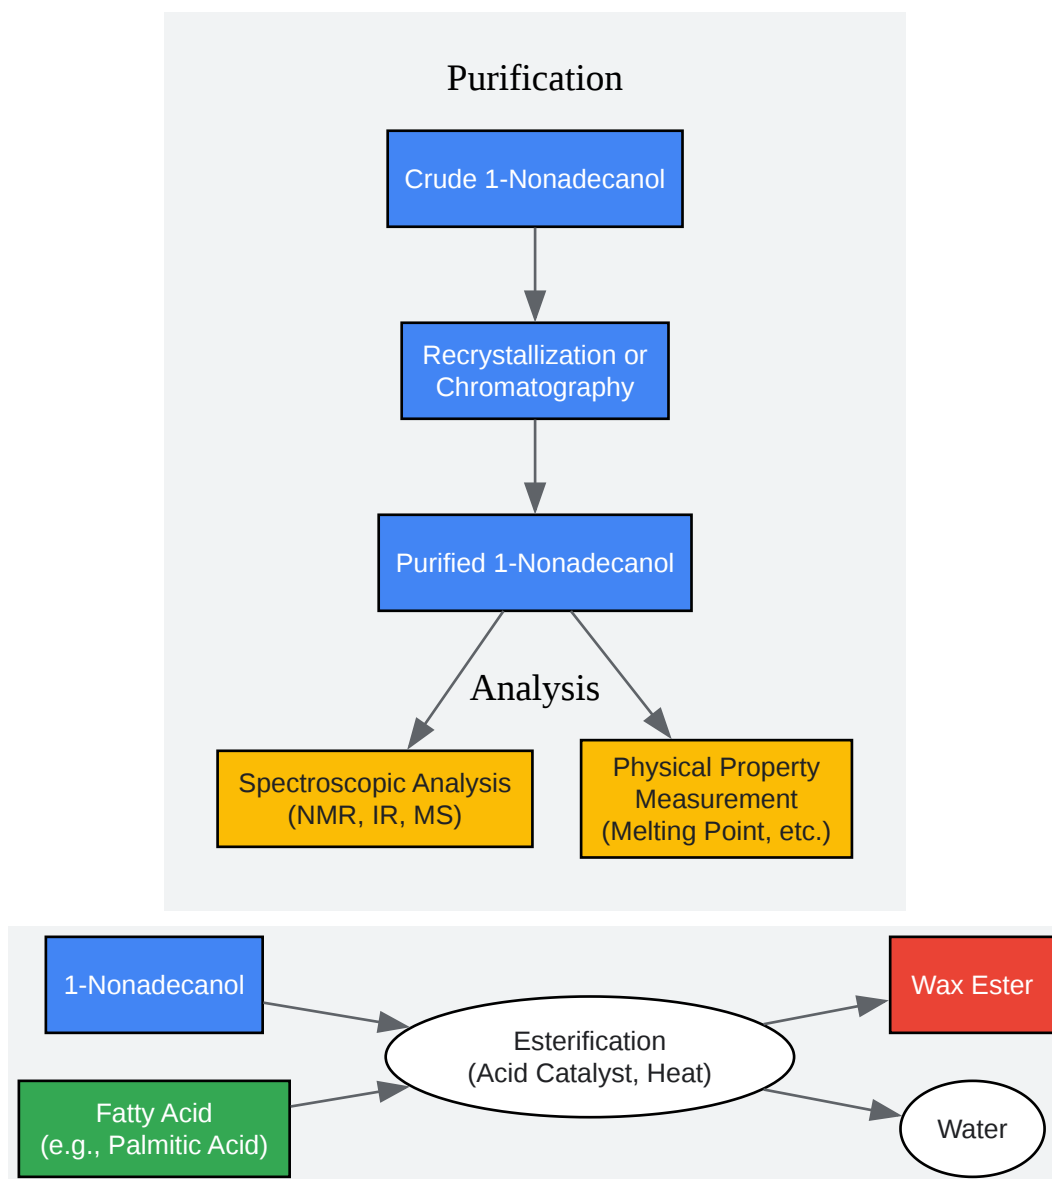 Purification
Crude 1-Nonadecanol
Recrystallization or
Chromatography
Purified 1-Nonadecanol
Analysis
Spectroscopic Analysis
(NMR, IR, MS)
Physical Property
Measurement
(Melting Point, etc.)
1-Nonadecanol
Fatty Acid
(e.g., Palmitic Acid)
Esterification
(Acid Catalyst, Heat)
Wax Ester
Water